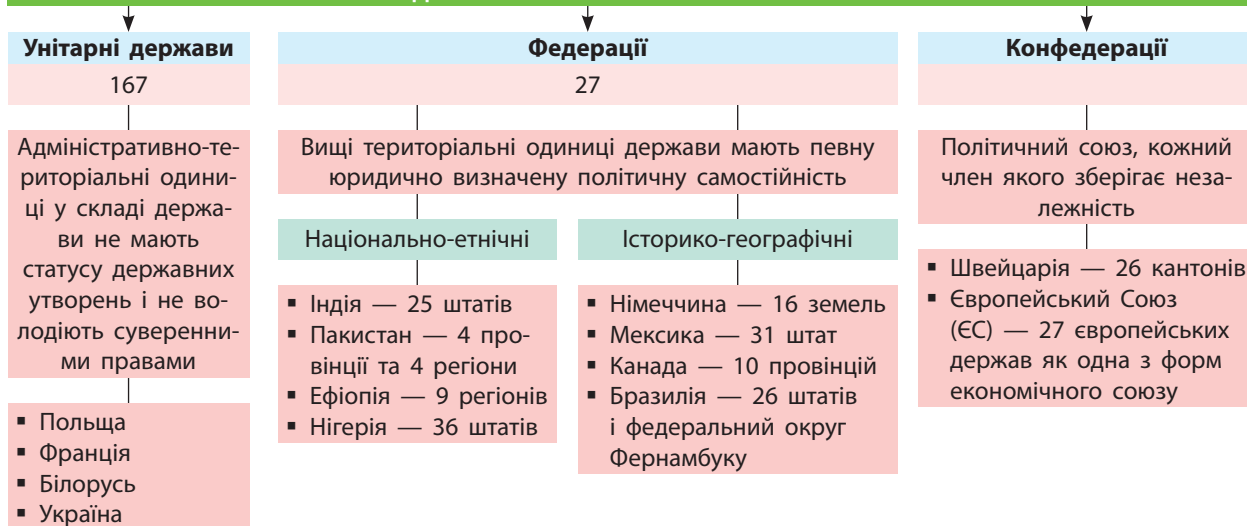 Унітарні держави
167
Адміністративно-те-
риторіальні одини-
ці у складі держа-
ви не мають
статусу державних
утворень і не во-
лодіють суверенни-
ми правами
▪ Польща
▪ Франція
▪ Білорусь
▪ Україна
Федерації
27
Вищі територіальні одиниці держави мають певну
юридично визначену політичну самостійність
Національно-етнічні
▪ Індія — 25 штатів
▪ Пакистан — 4 про-
вінції та 4 регіони
▪ Ефіопія — 9 регіонів
▪ Нігерія — 36 штатів
Історико-географічні
▪ Німеччина — 16 земель
▪ Мексика — 31 штат
▪ Канада — 10 провінцій
▪ Бразилія — 26 штатів
і федеральний округ
Фернамбуку
Конфедерації
Політичний союз, кожний
член якого зберігає неза-
лежність
▪ Швейцарія — 26 кантонів
▪ Європейський Союз
(ЄС) — 27 європейських
держав як одна з форм
економічного союзу